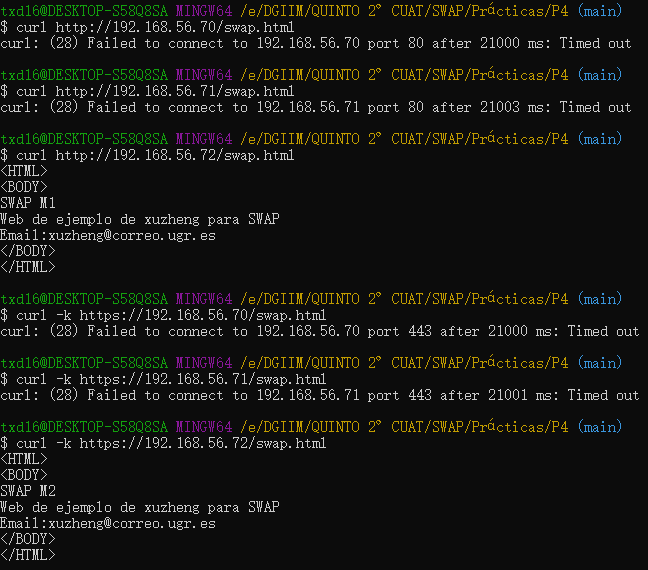 txd16@DESKTOP-S58Q8SA MINGW64 /e/DGIIM/QUINTO 2º CUAT/SWAP/Prácticas/P4 (main)
$ curl http://192.168.56.70/swap.html
curl: (28) Failed to connect to 192.168.56.70 port 80 after 21000 ms: Timed out
txd16@DESKTOP-S58Q8SA MINGW64 /e/DGIIM/QUINTO 2º CUAT/SWAP/Prácticas/P4 (main)
$ curl http://192.168.56.71/swap.html
curl: (28) Failed to connect to 192.168.56.71 port 80 after 21003 ms: Timed out
txd16@DESKTOP-S58Q8SA MINGW64 /e/DGIIM/QUINTO 2º CUAT/SWAP/Prácticas/P4 (main)
$ curl http://192.168.56.72/swap.html
<HTML>
<BODY>
SWAP M1
Web de ejemplo de xuzheng para SWAP
Email:xuzheng@correo.ugr.es
</BODY>
</HTML>
txd16@DESKTOP-S58Q8SA MINGW64 /e/DGIIM/QUINTO 2º CUAT/SWAP/Prácticas/P4 (main)
$ curl -k https://192.168.56.70/swap.html
curl: (28) Failed to connect to 192.168.56.70 port 443 after 21000 ms: Timed out
txd16@DESKTOP-S58Q8SA MINGW64 /e/DGIIM/QUINTO 2º CUAT/SWAP/Prácticas/P4 (main)
$ curl -k https://192.168.56.71/swap.html
curl: (28) Failed to connect to 192.168.56.71 port 443 after 21001 ms: Timed out
txd16@DESKTOP-S58Q8SA MINGW64 /e/DGIIM/QUINTO 2º CUAT/SWAP/Prácticas/P4 (main)
$ curl -k https://192.168.56.72/swap.html
<HTML>
<BODY>
SWAP M2
Web de ejemplo de xuzheng para SWAP
Email:xuzheng@correo.ugr.es
</BODY>
</HTML>